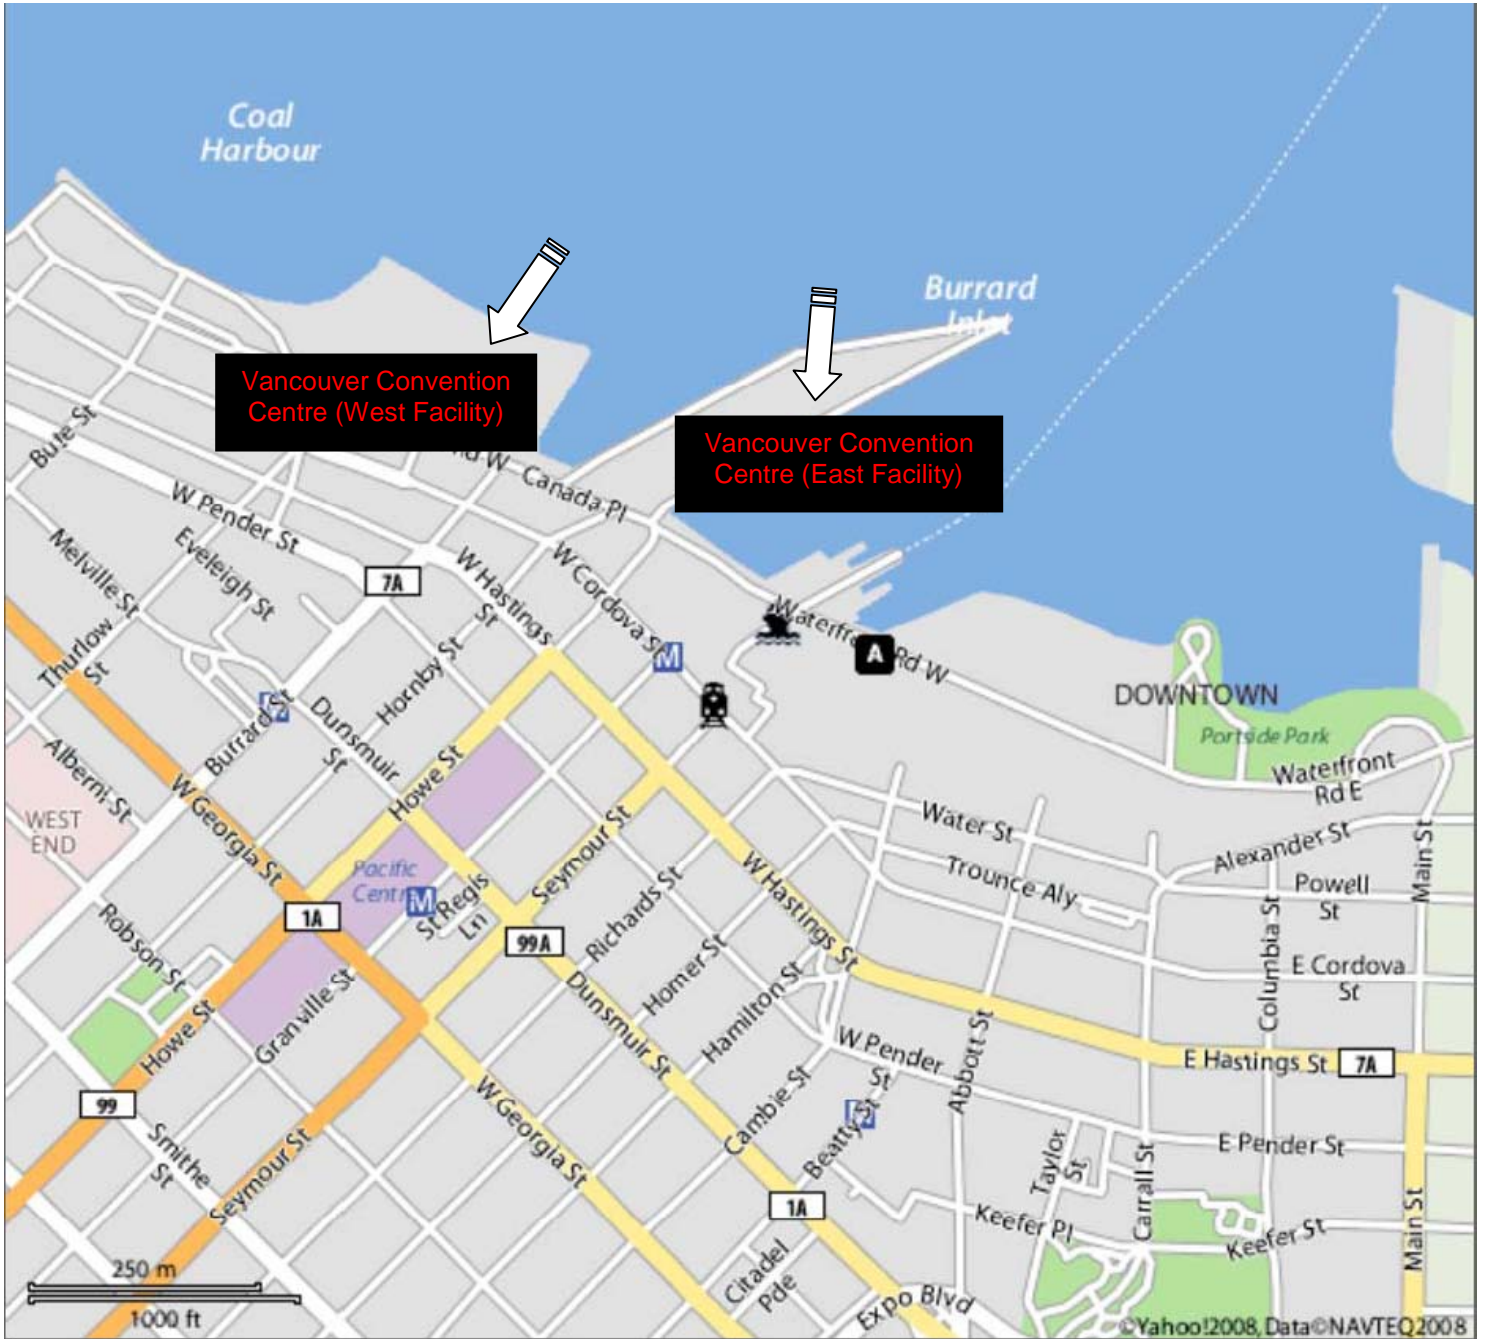 Coal
Harbour
Burrard
Inlet
Vancouver Convention
Centre (West Facility)
Vancouver Convention
Centre (East Facility)
Bute St
W
Canada Pl
W Pender St
Eveleigh St
Melville St
7A
W Hastings
St
W Cordova St
M
Waterfront Rd W
A
Thurlow
St
Hornby St
Burrard St
Dunsmuir
St
Howe St
DOWNTOWN
Portside Park
Waterfront
Rd E
Alberni St
WEST
END
W Georgia St
Pacific
Centre
M
St Regis
Ln
Seymour St
Water St
Trounce Aly
Alexander St
Powell
St
Main St
1A
99A
Robson St
Howe St
Granville St
Richards St
Homer St
Hamilton St
W Hastings St
Dunsmuir St
E Cordova
St
Columbia St
Abbott St
W Pender
St
E Hastings St
7A
99
Smithe
St
Seymour St
W Georgia St
Cambie St
Beatty St
Taylor
St
Carrall St
E Pender St
1A
Keefer Pl
Keefer St
Main St
Citadel
Pde
Expo Blvd
250 m
1000 ft
©Yahoo!2008, Data©NAVTEQ2008